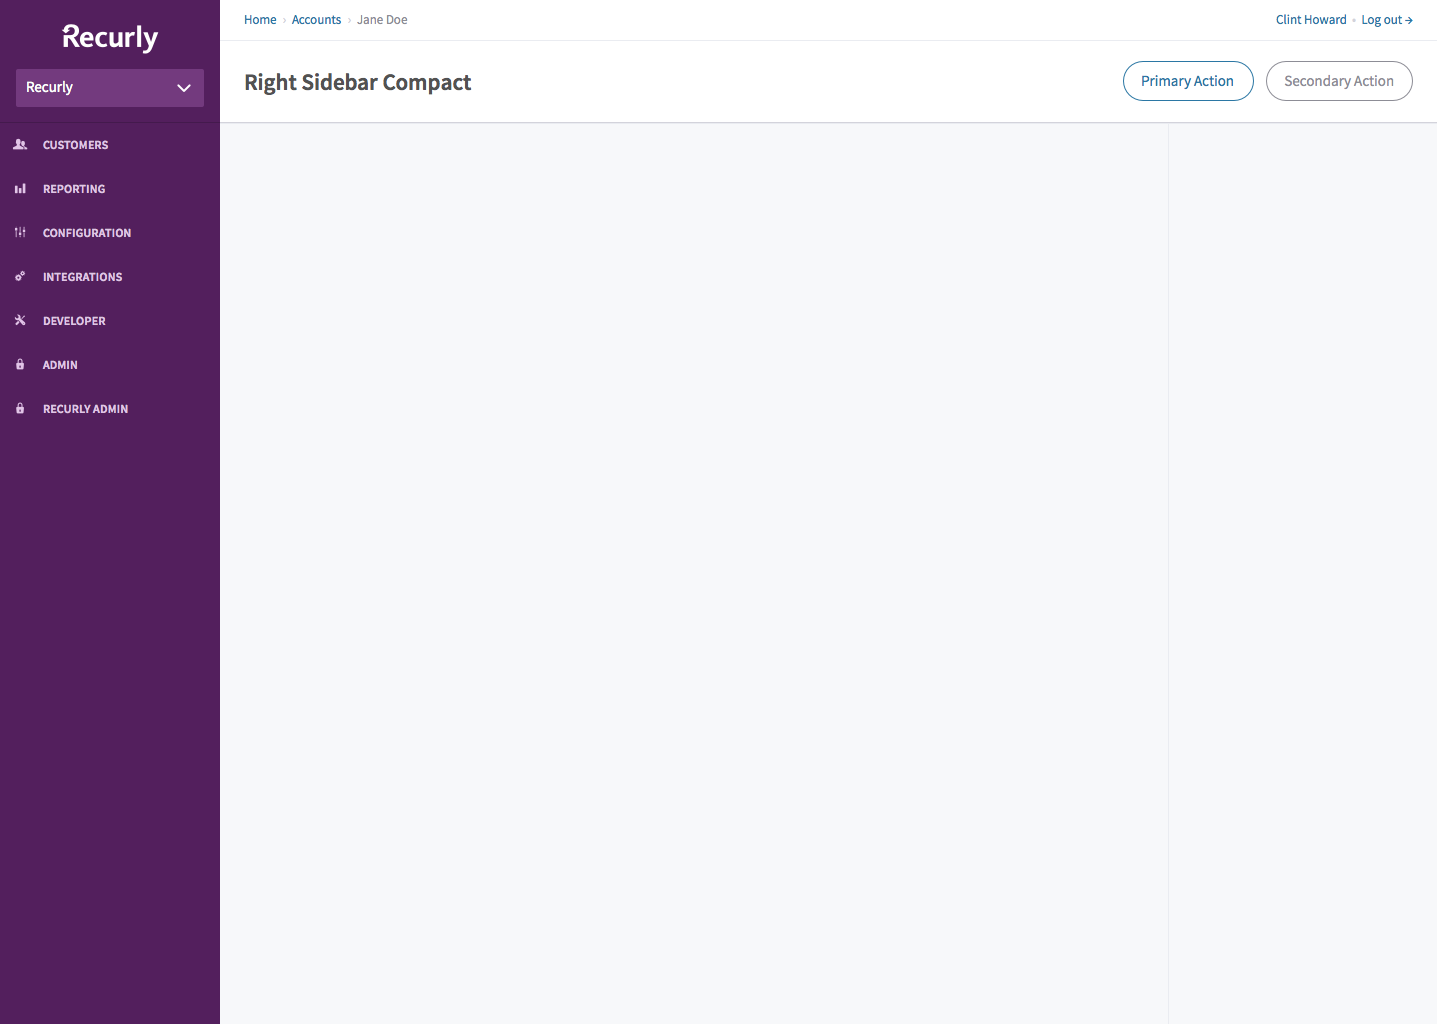 Recurly
Recurly
CUSTOMERS
REPORTING
CONFIGURATION
INTEGRATIONS
DEVELOPER
ADMIN
RECURLY ADMIN
Home › Accounts › Jane Doe
Clint Howard • Log out →
Right Sidebar Compact
Primary Action
Secondary Action